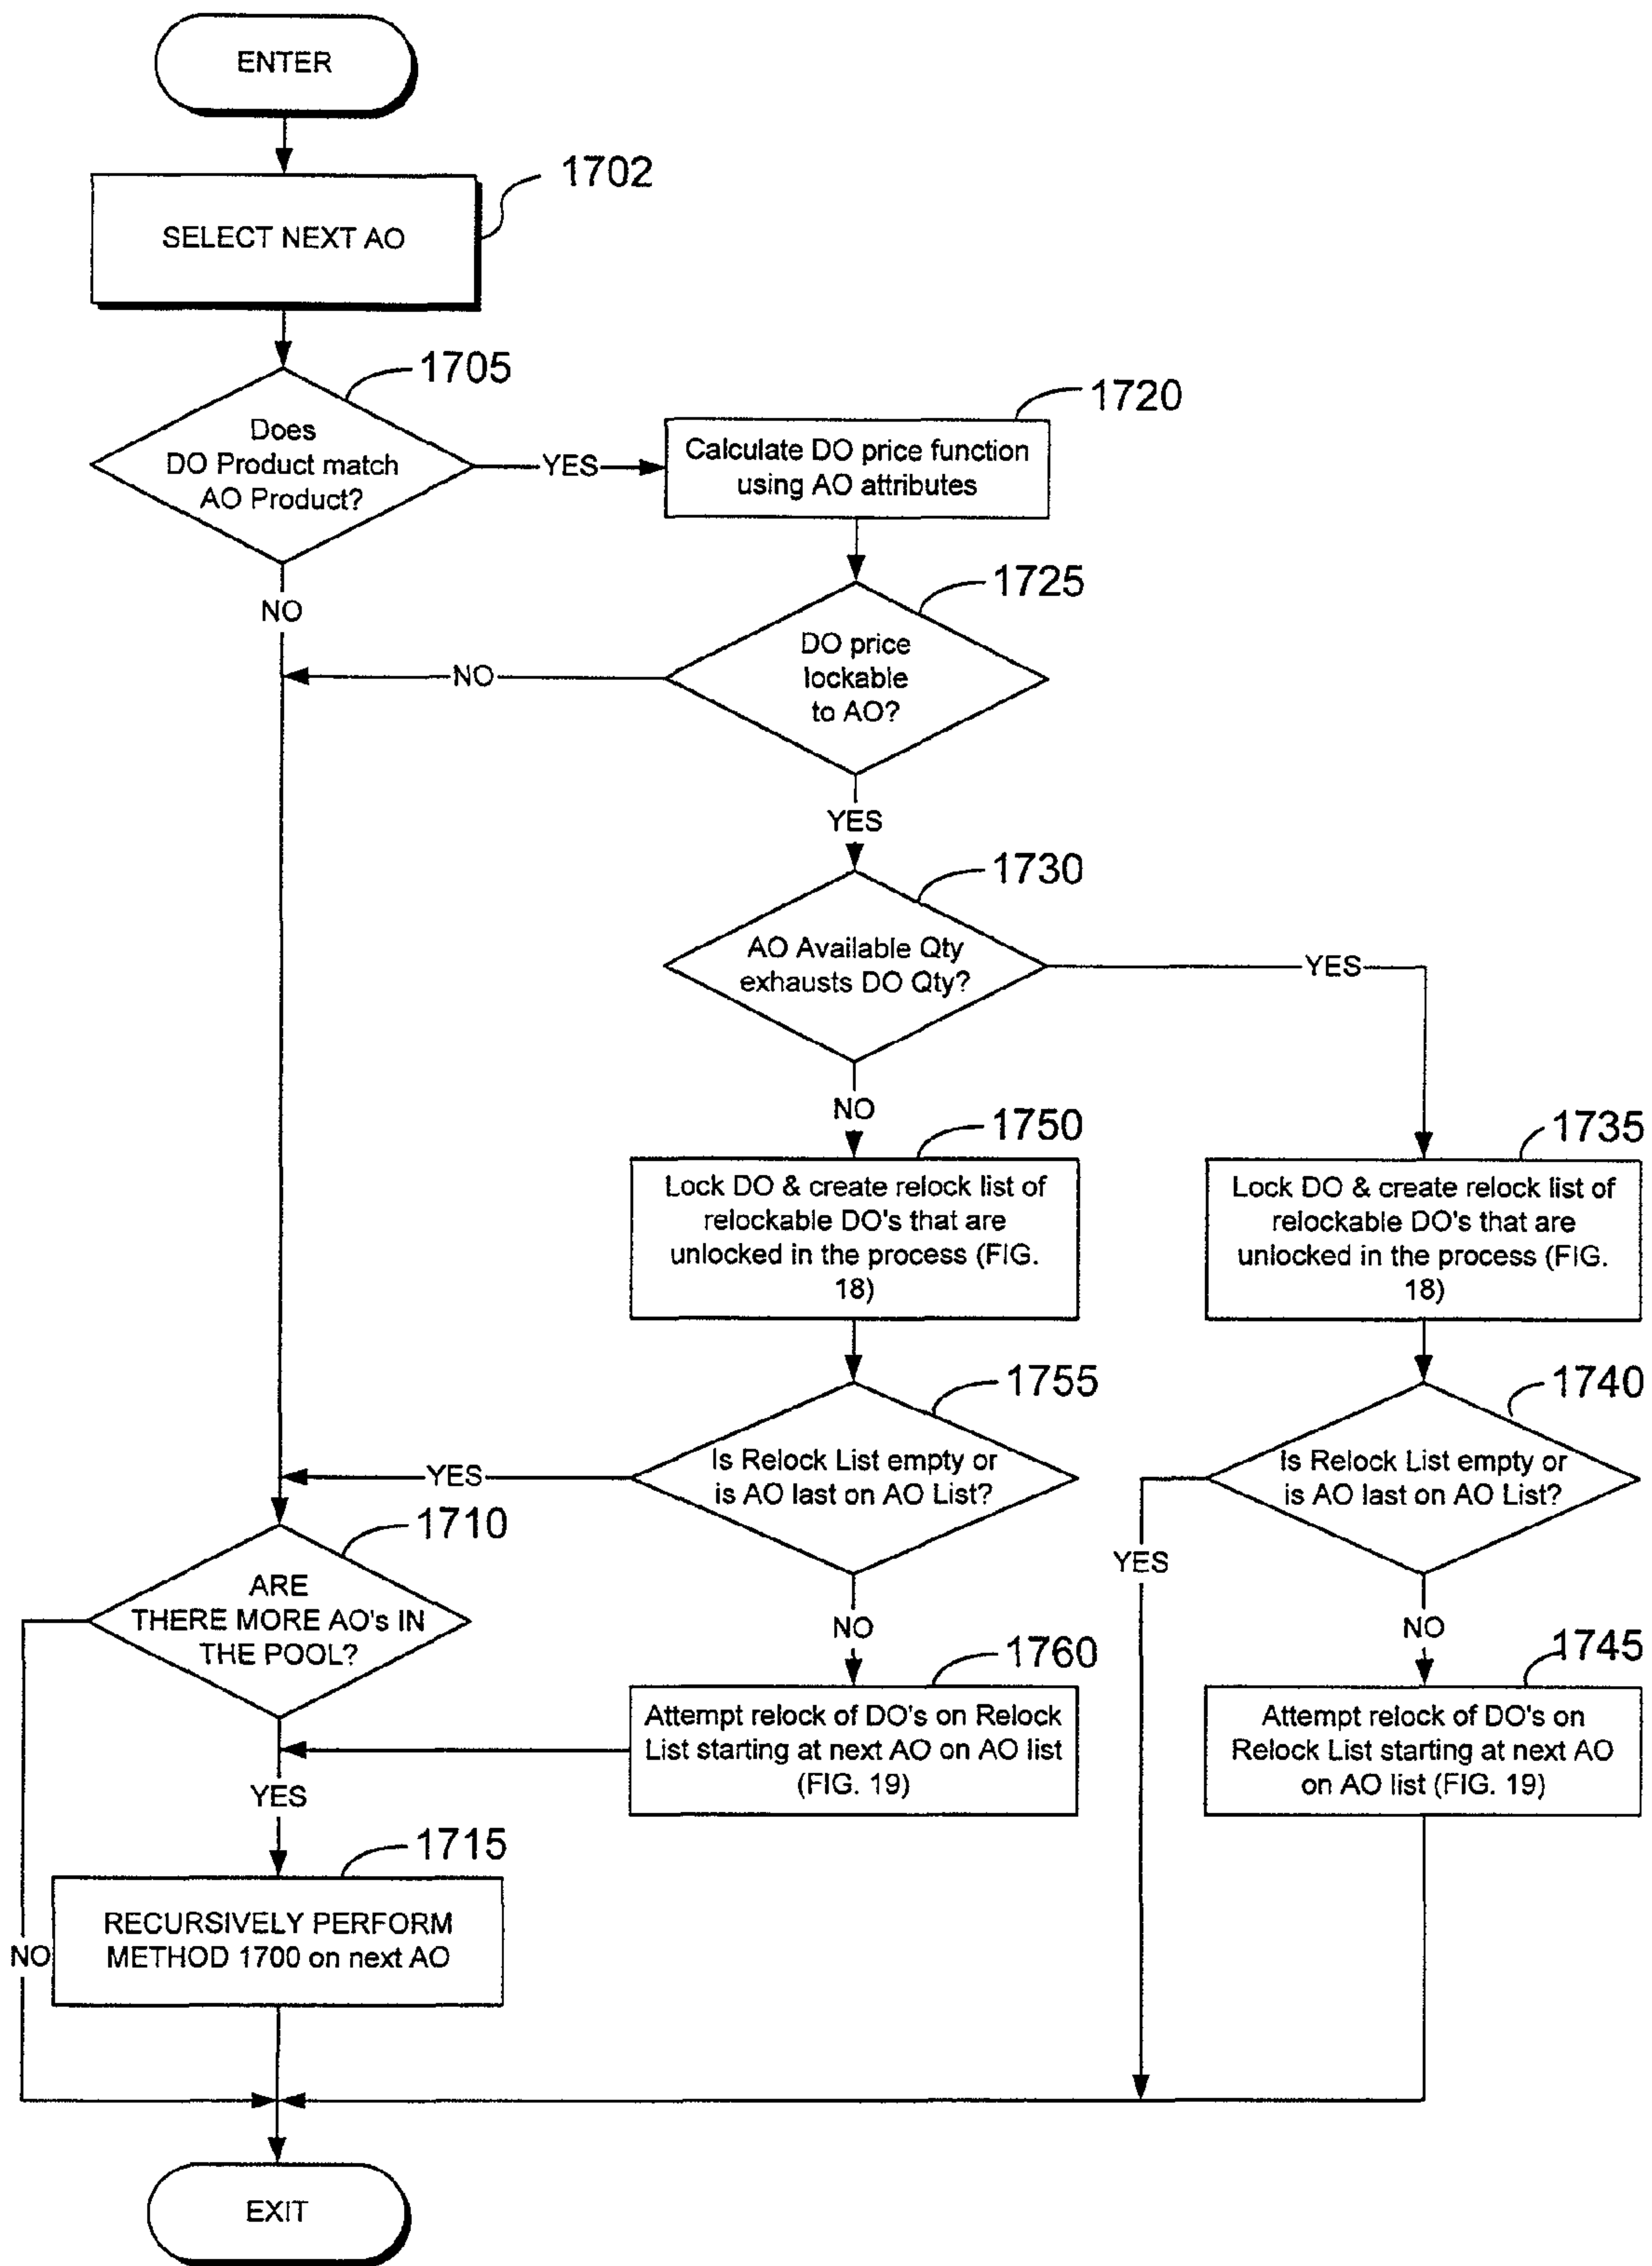 ENTER
1702
SELECT NEXT AO
1705
Does
DO Product match
AO Product?
YES
1720
Calculate DO price function
using AO attributes
NO
1725
DO price
lockable
to AO?
NO
YES
1730
AO Available Qty
exhausts DO Qty?
YES
NO
1750
Lock DO & create relock list of
relockable DO's that are
unlocked in the process (FIG.
18)
1735
Lock DO & create relock list of
relockable DO's that are
unlocked in the process (FIG.
18)
1755
Is Relock List empty or
is AO last on AO List?
YES
1740
Is Relock List empty or
is AO last on AO List?
YES
1710
ARE
THERE MORE AO's IN
THE POOL?
NO
NO
1760
Attempt relock of DO's on Relock
List starting at next AO on AO list
(FIG. 19)
1745
Attempt relock of DO's on
Relock List starting at next AO
on AO list (FIG. 19)
YES
1715
RECURSIVELY PERFORM
METHOD 1700 on next AO
NO
EXIT